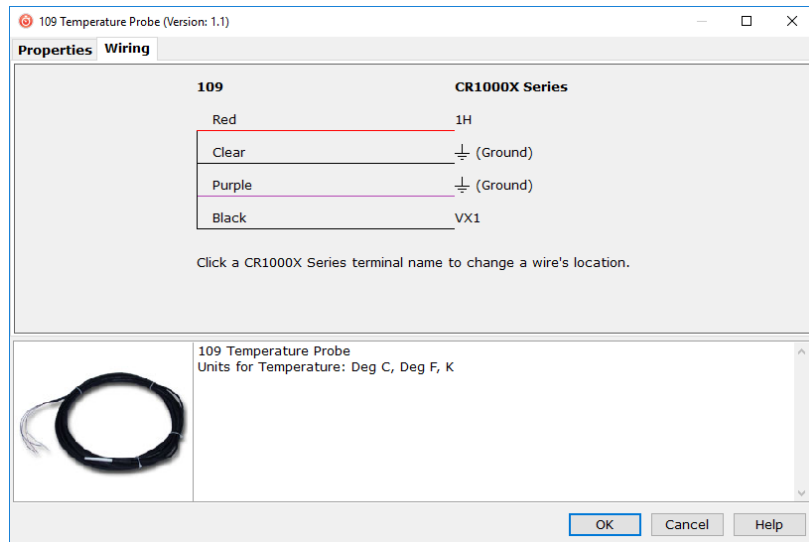 109 Temperature Probe (Version: 1.1)
Properties Wiring
109 CR1000X Series
Red 1H
Clear ⏚ (Ground)
Purple ⏚ (Ground)
Black VX1
Click a CR1000X Series terminal name to change a wire's location.
109 Temperature Probe
Units for Temperature: Deg C, Deg F, K
OK Cancel Help